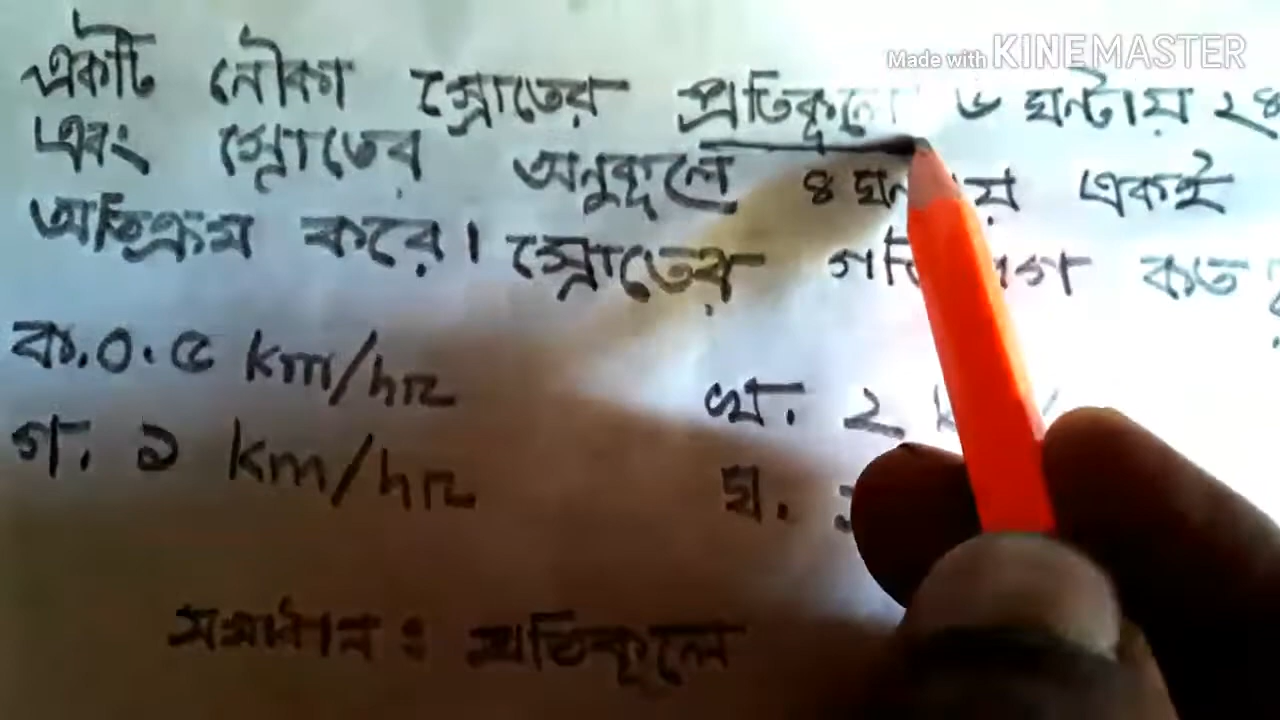 Made with KINEMASTER
একটি নৌকা স্রোতের প্রতিকূলে ৬ ঘন্টায় ২৪
এবং স্রোতের অনুকূলে ৪ ঘন্টায় একই
অতিক্রম করে। স্রোতের গতিবেগ কত
ক. ০.৫ km/hr
খ. ২
গ. ১ km/hr
ঘ.
সমাধান : প্রতিকূলে